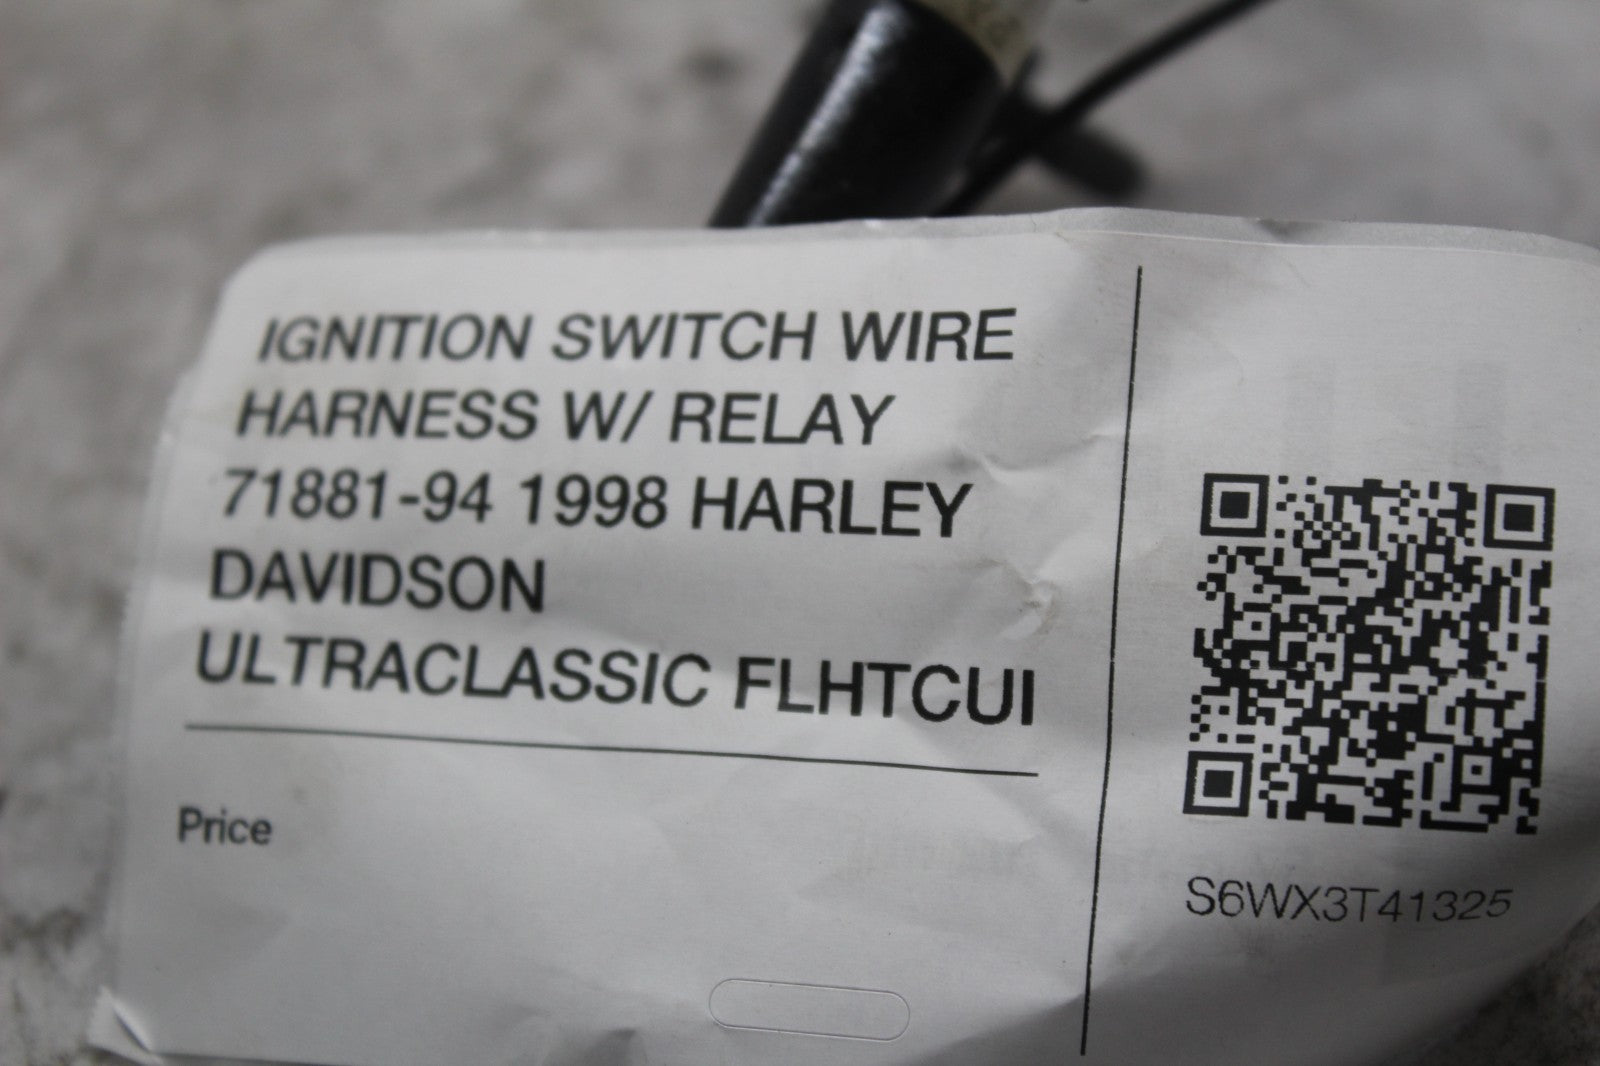 IGNITION SWITCH WIRE
HARNESS W/ RELAY
71881-94 1998 HARLEY
DAVIDSON
ULTRACLASSIC FLHTCUI
Price
S6WX3T41325